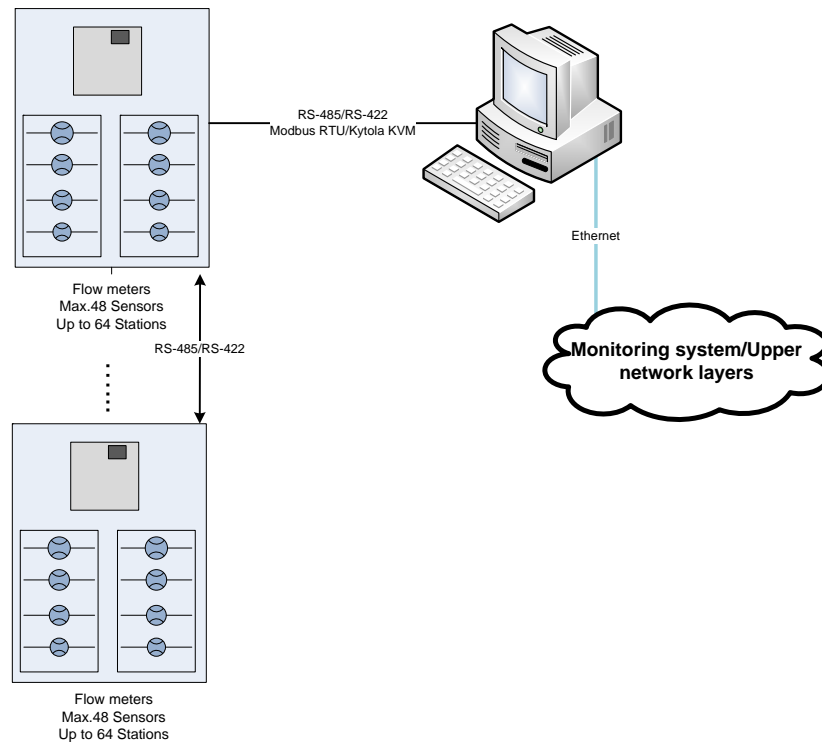 RS-485/RS-422
Modbus RTU/Kytola KVM
Ethernet
Flow meters
Max.48 Sensors
Up to 64 Stations
RS-485/RS-422
Monitoring system/Upper
network layers
Flow meters
Max.48 Sensors
Up to 64 Stations